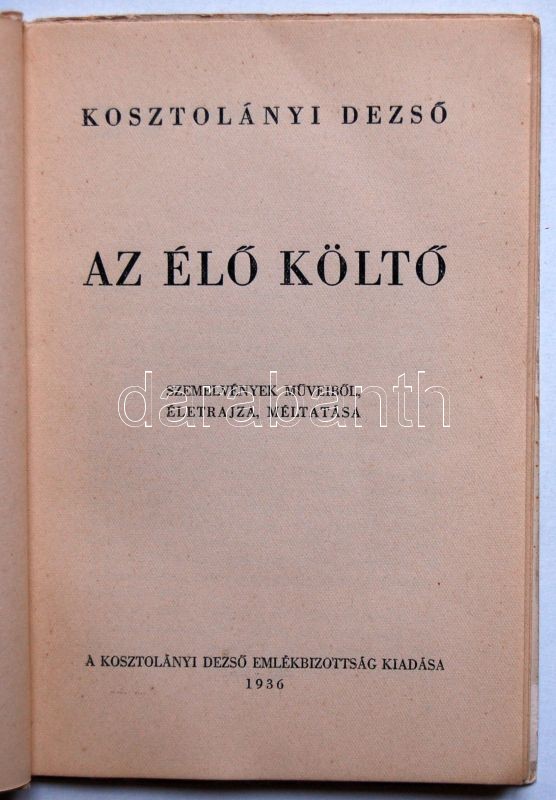 KOSZTOLÁNYI DEZSŐ
AZ ÉLŐ KÖLTŐ
SZEMELVÉNYEK MŰVEIBŐL,
darabanth
ÉLETRAJZA, MÉLTATÁSA
A KOSZTOLÁNYI DEZSŐ EMLÉKBIZOTTSÁG KIADÁSA
1936